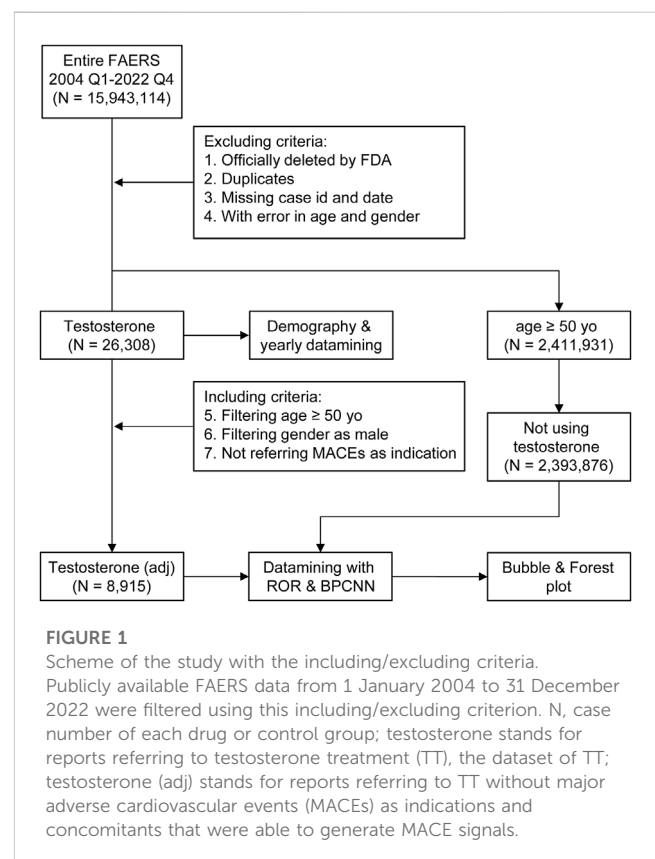 Entire FAERS
2004 Q1-2022 Q4
(N = 15,943,114)
Excluding criteria:
1. Officially deleted by FDA
2. Duplicates
3. Missing case id and date
4. With error in age and gender
Testosterone
(N = 26,308)
Demography &
yearly datamining
age ≥ 50 yo
(N = 2,411,931)
Including criteria:
5. Filtering age ≥ 50 yo
6. Filtering gender as male
7. Not referring MACEs as indication
Not using
testosterone
(N = 2,393,876)
Testosterone (adj)
(N = 8,915)
Datamining with
ROR & BPCNN
Bubble & Forest
plot
FIGURE 1
Scheme of the study with the including/excluding criteria.
Publicly available FAERS data from 1 January 2004 to 31 December
2022 were filtered using this including/excluding criterion. N, case
number of each drug or control group; testosterone stands for
reports referring to testosterone treatment (TT), the dataset of TT;
testosterone (adj) stands for reports referring to TT without major
adverse cardiovascular events (MACEs) as indications and
concomitants that were able to generate MACE signals.